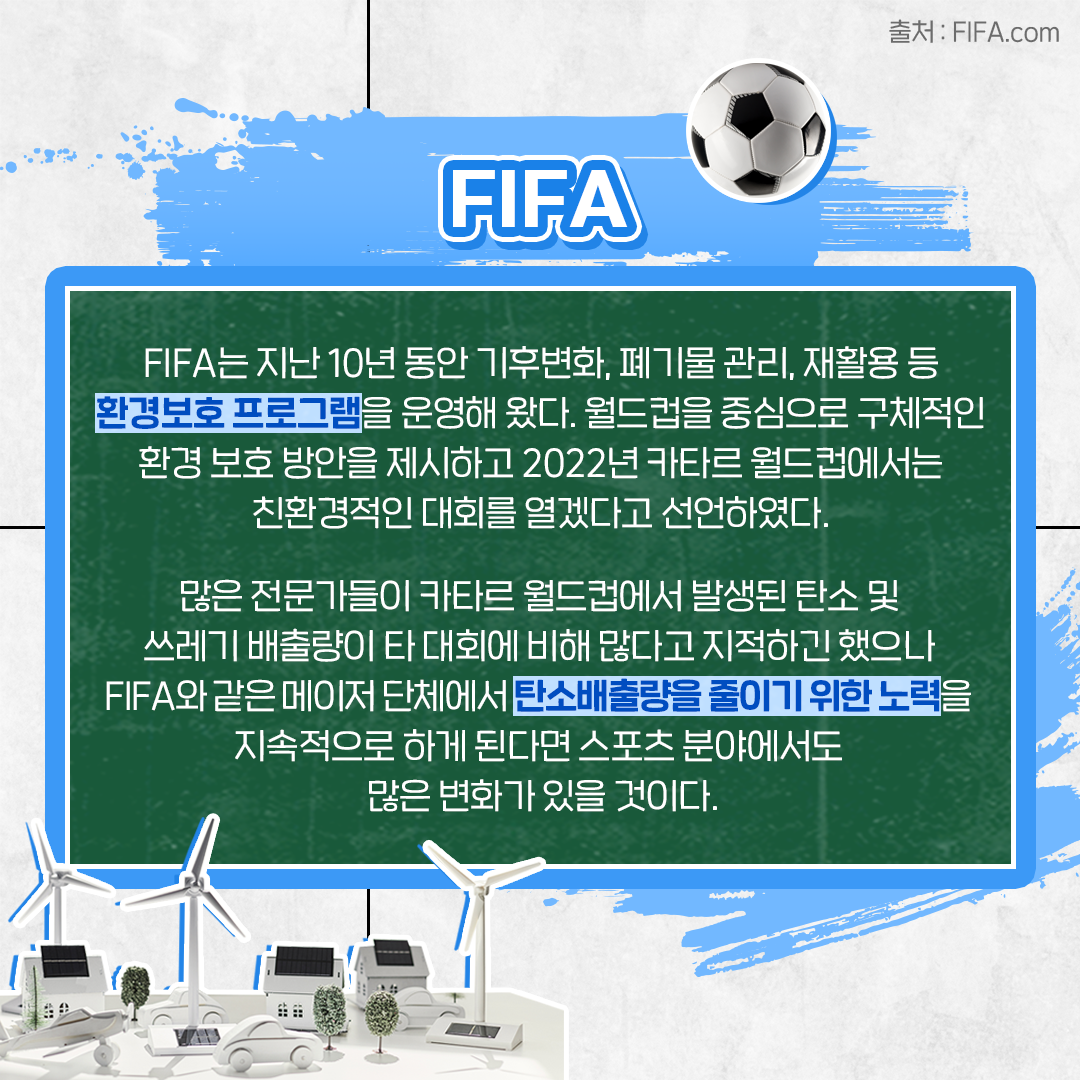 출처 : FIFA.com
FIFA
FIFA는 지난 10년 동안 기후변화, 폐기물 관리, 재활용 등
환경보호 프로그램을 운영해 왔다. 월드컵을 중심으로 구체적인
환경 보호 방안을 제시하고 2022년 카타르 월드컵에서는
친환경적인 대회를 열겠다고 선언하였다.
많은 전문가들이 카타르 월드컵에서 발생된 탄소 및
쓰레기 배출량이 타 대회에 비해 많다고 지적하긴 했으나
FIFA와 같은 메이저 단체에서 탄소배출량을 줄이기 위한 노력을
지속적으로 하게 된다면 스포츠 분야에서도
많은 변화가 있을 것이다.